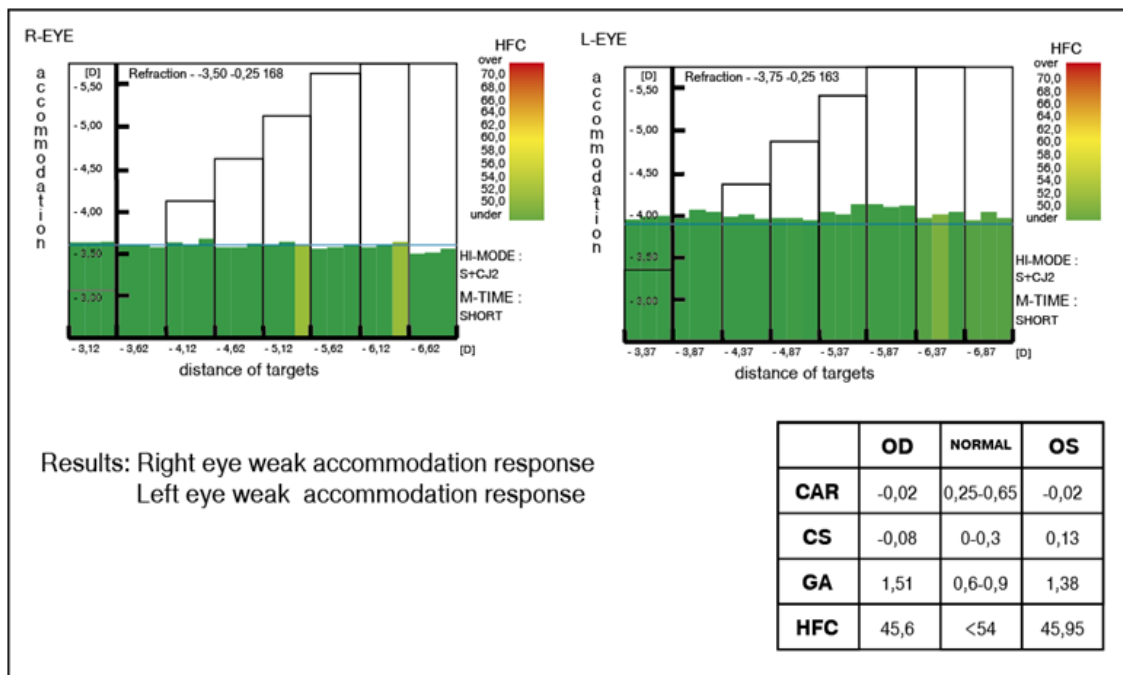 R-EYE
HFC
over
70,0
68,0
66,0
64,0
62,0
60,0
58,0
56,0
54,0
52,0
50,0
under
accommodation
[D]
Refraction - -3,50 -0,25 168
- 5,50
- 5,00
- 4,50
- 4,00
- 3,50
- 3,00
HI-MODE :
S+CJ2
M-TIME :
SHORT
- 3,12 - 3,62 - 4,12 - 4,62 - 5,12 - 5,62 - 6,12 - 6,62 [D]
distance of targets
L-EYE
HFC
over
70,0
68,0
66,0
64,0
62,0
60,0
58,0
56,0
54,0
52,0
50,0
under
accommodation
[D]
Refraction - -3,75 -0,25 163
- 5,50
- 5,00
- 4,50
- 4,00
- 3,50
- 3,00
HI-MODE :
S+CJ2
M-TIME :
SHORT
- 3,37 - 3,87 - 4,37 - 4,87 - 5,37 - 5,87 - 6,37 - 6,87 [D]
distance of targets
Results: Right eye weak accommodation response
Left eye weak accommodation response
OD NORMAL OS
CAR -0,02 0,25-0,65 -0,02
CS -0,08 0-0,3 0,13
GA 1,51 0,6-0,9 1,38
HFC 45,6 <54 45,95